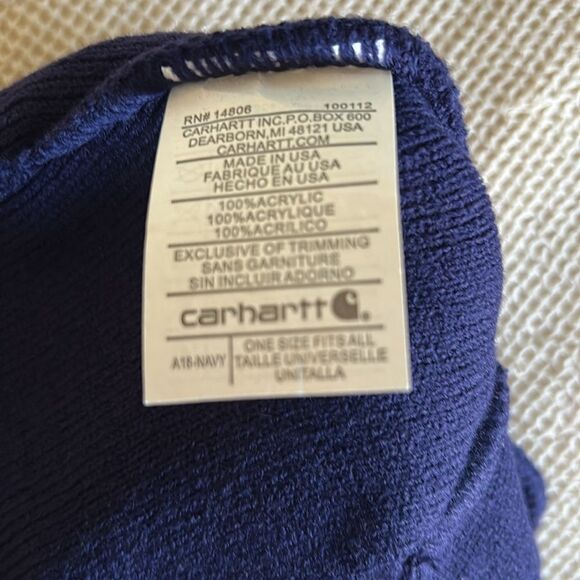 RN# 14806 100112
CARHARTT INC.P.O.BOX 600
DEARBORN,MI 48121 USA
CARHARTT.COM
MADE IN USA
FABRIQUE AU USA
HECHO EN USA
100%ACRYLIC
100%ACRYLIQUE
100%ACRILICO
EXCLUSIVE OF TRIMMING
SANS GARNITURE
SIN INCLUIR ADORNO
carhartt
A18-NAVY
ONE SIZE FITS ALL
TAILLE UNIVERSELLE
UNITALLA